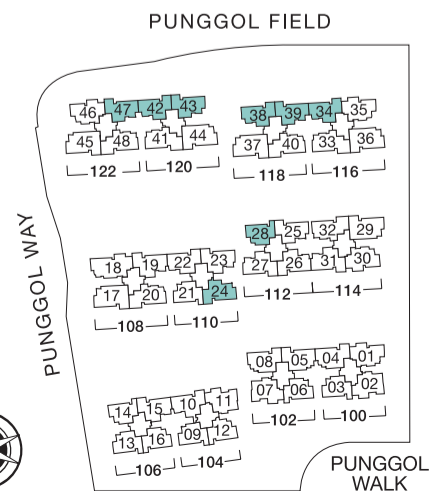 PUNGGOL FIELD
46 47 42 43
45 48 41 44
122 120
38 39 34 35
37 40 33 36
118 116
PUNGGOL WAY
18 19 22 23
17 20 21 24
108 110
28 25 32 29
27 26 31 30
112 114
14 15 10 11
13 16 09 12
106 104
08 05 04 01
07 06 03 02
102 100
PUNGGOL
WALK